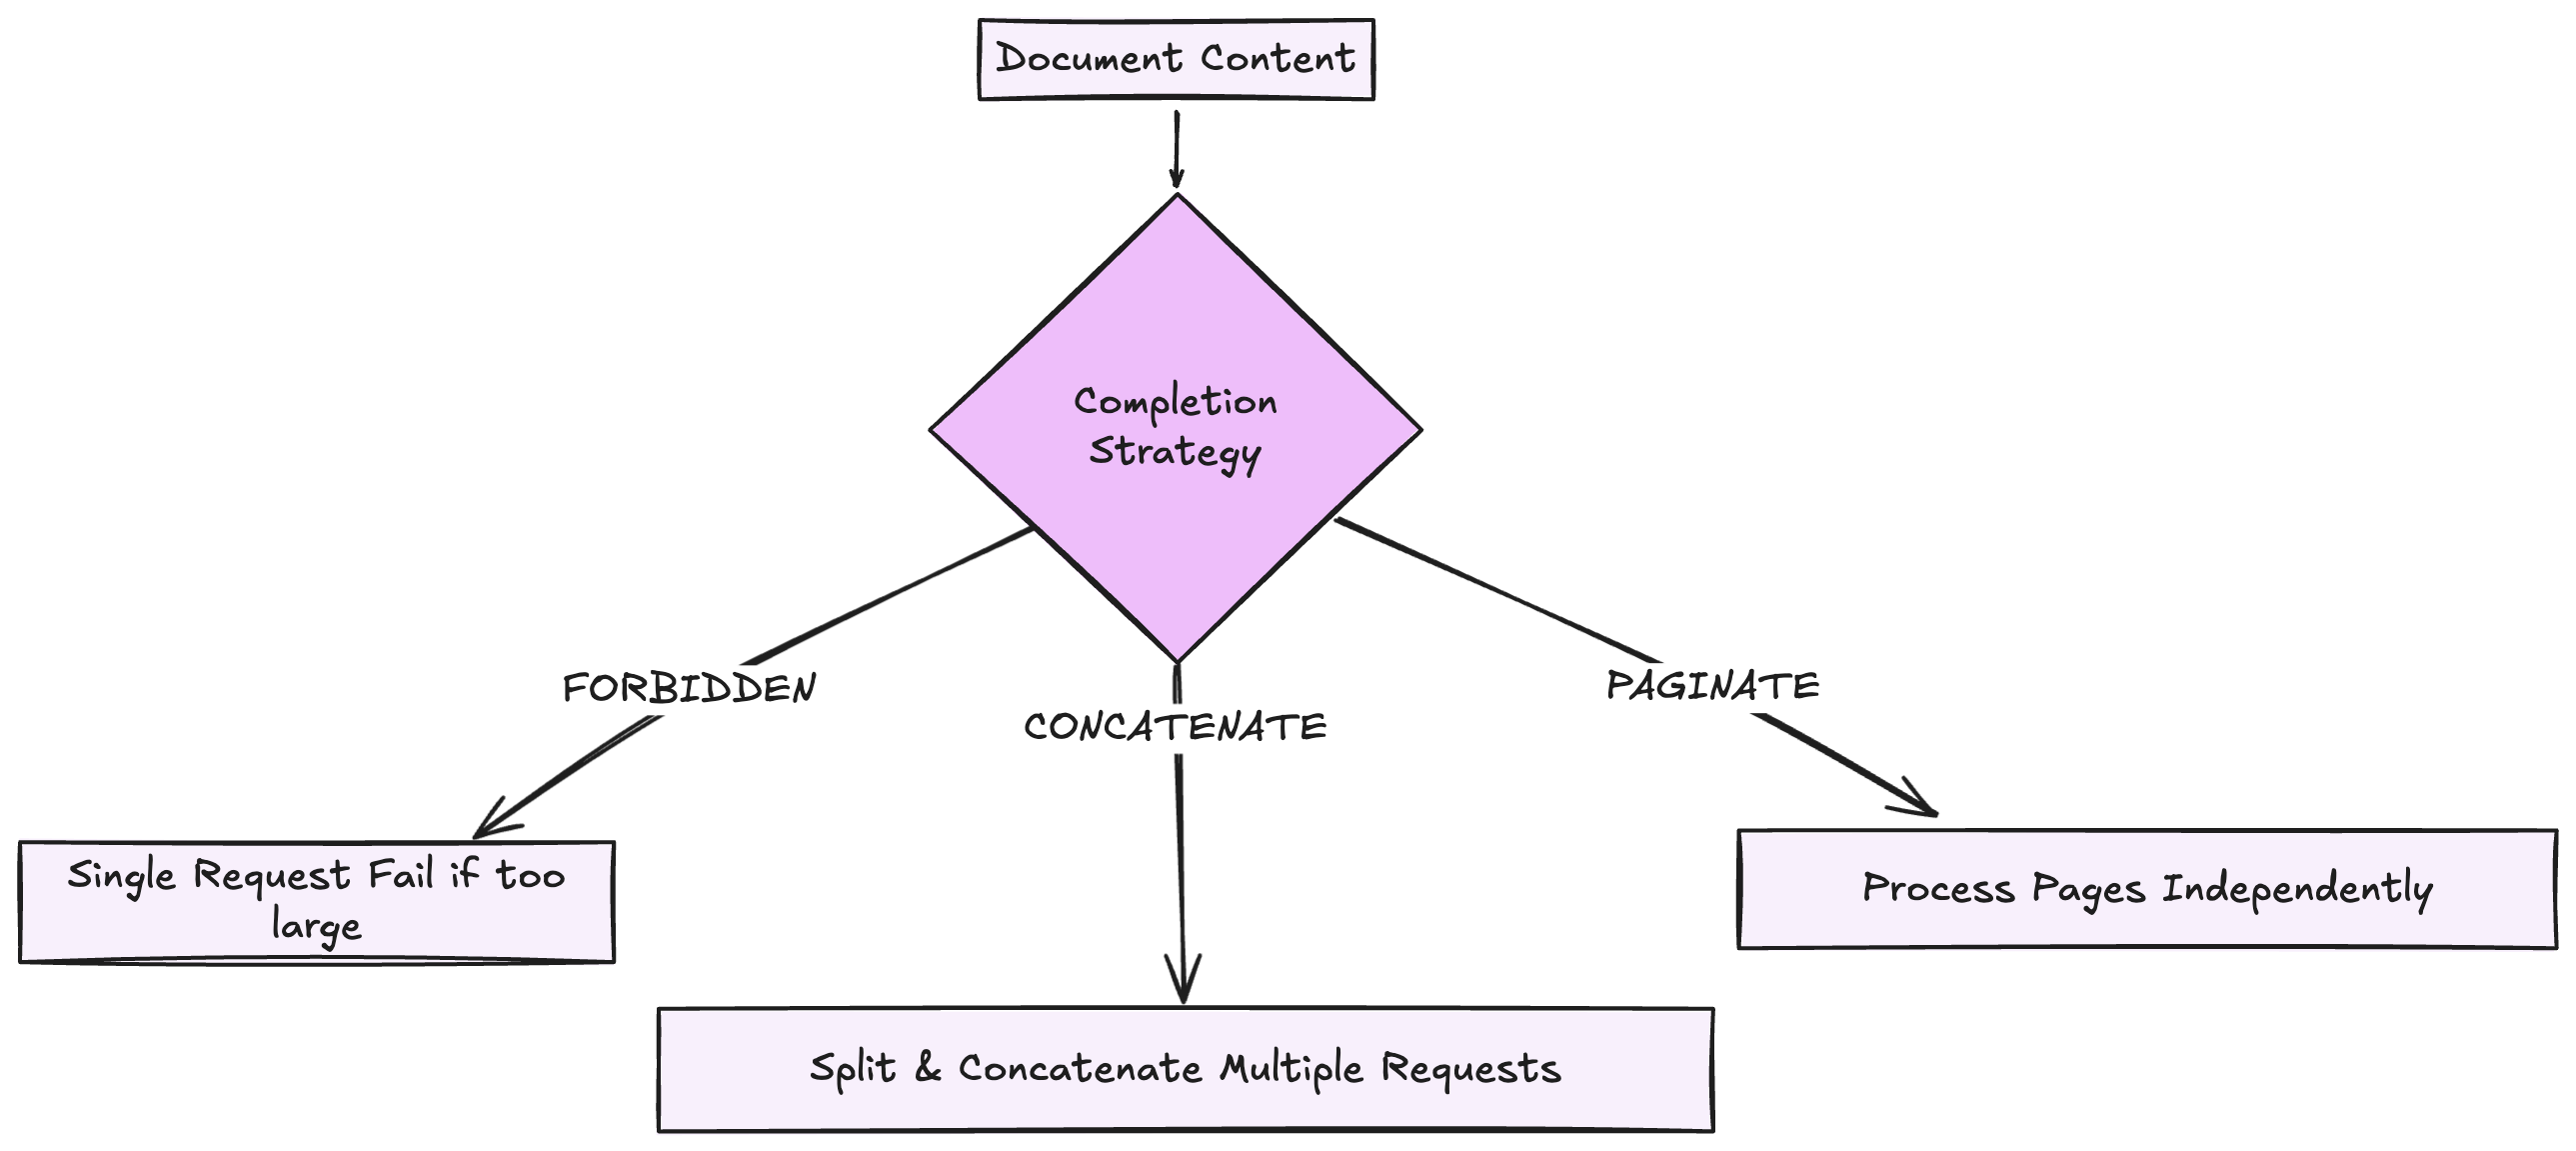 Document Content
Completion
Strategy
FORBIDDEN
CONCATENATE
PAGINATE
Single Request Fail if too
large
Process Pages Independently
Split & Concatenate Multiple Requests